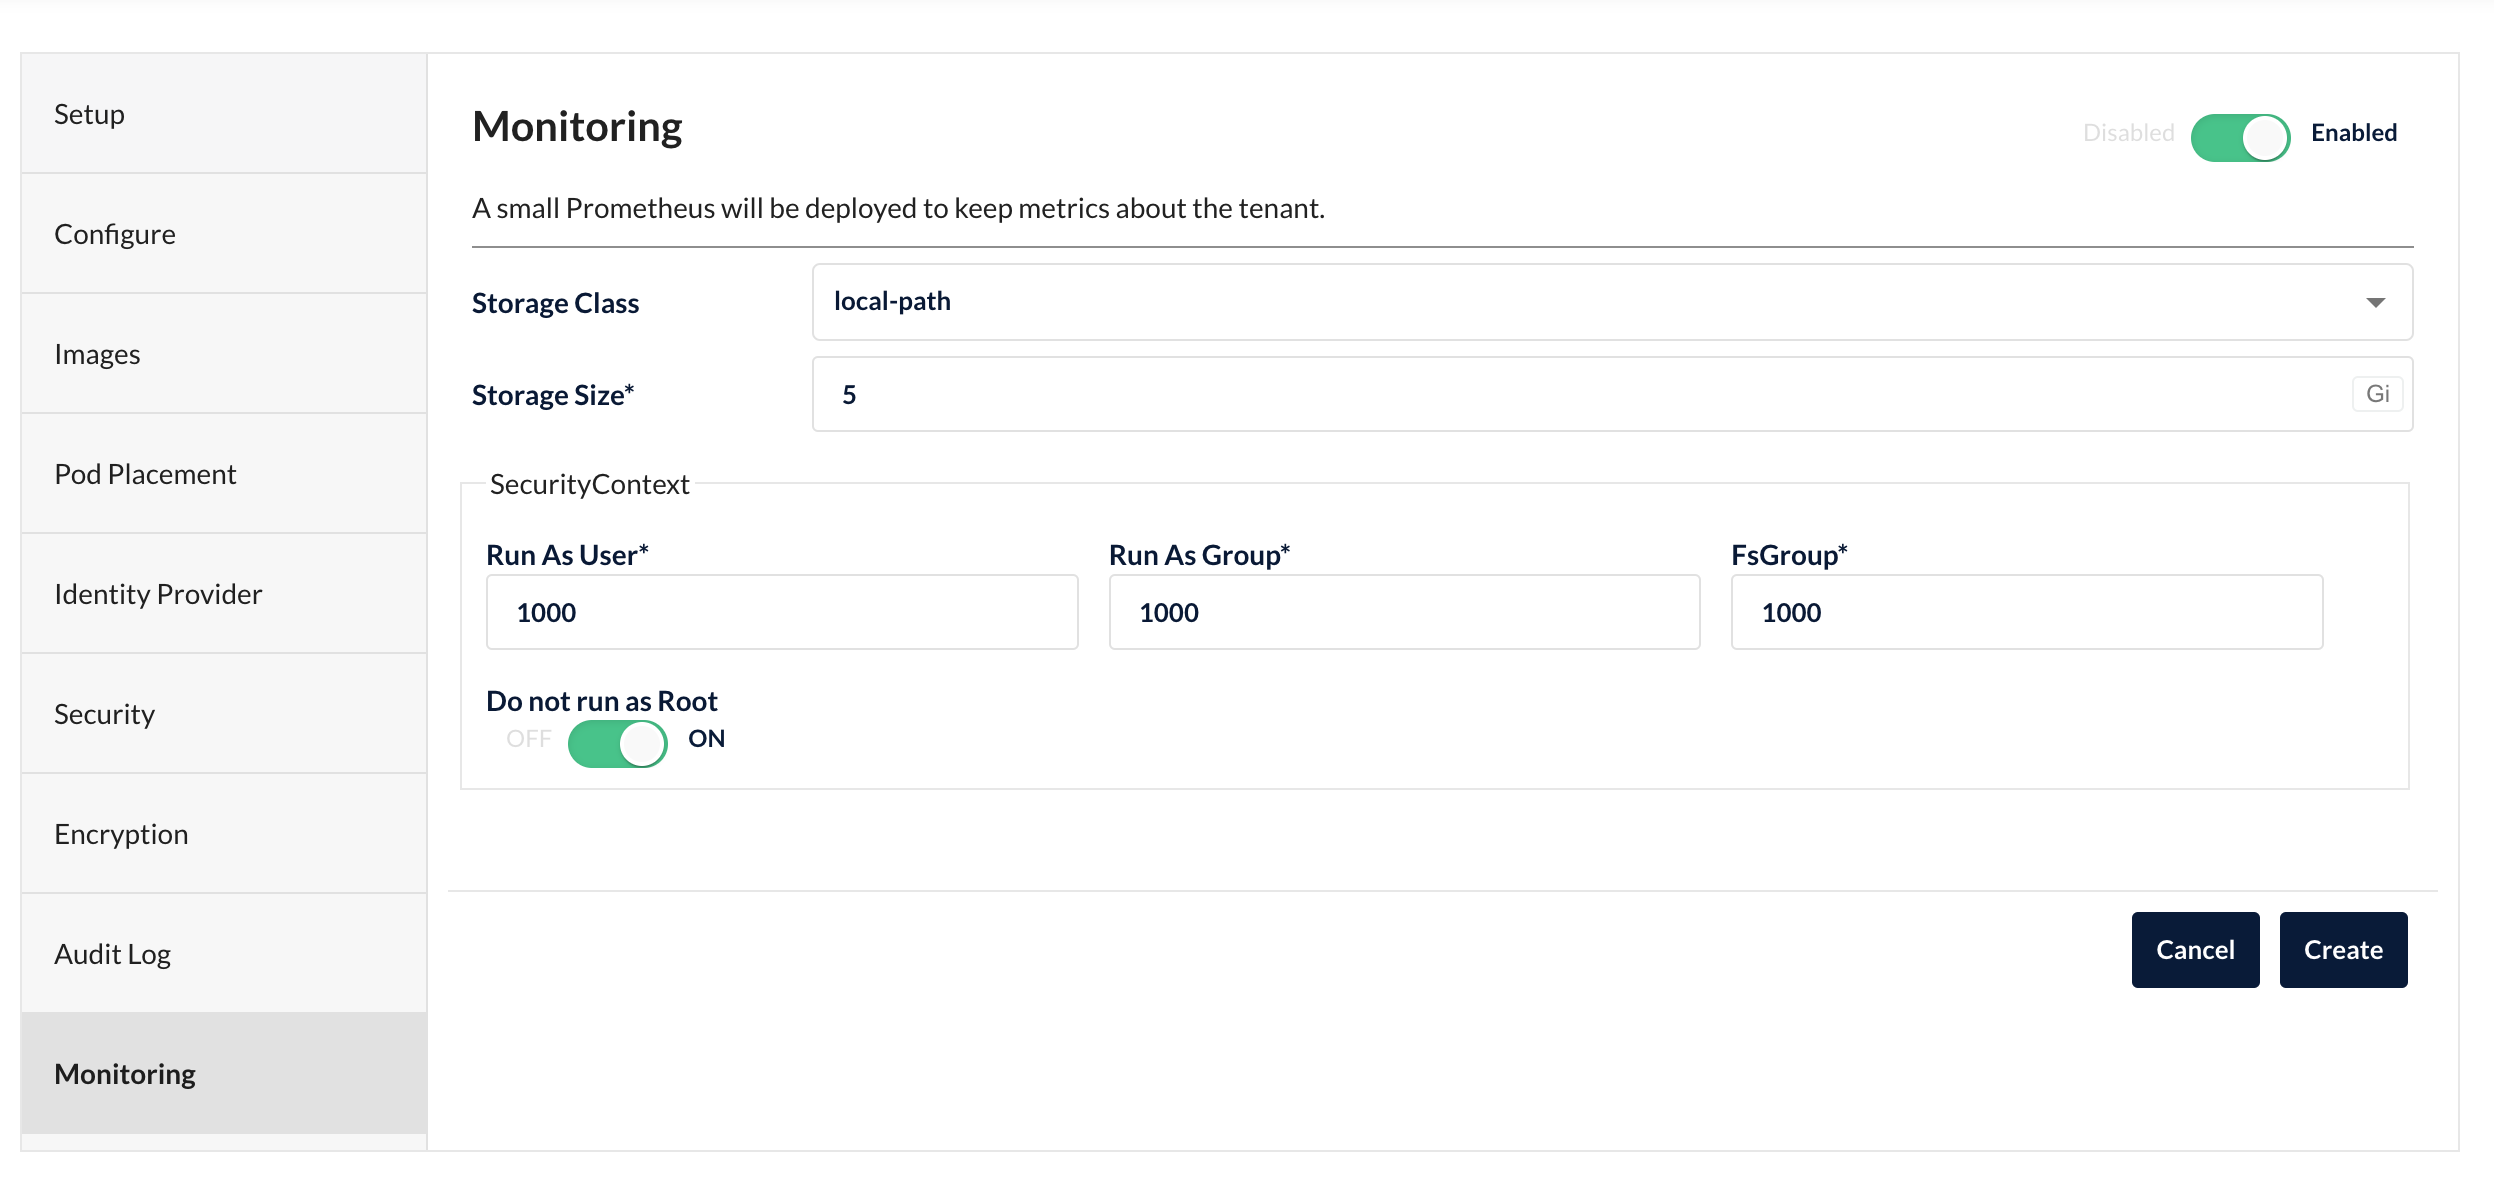 Setup
Configure
Images
Pod Placement
Identity Provider
Security
Encryption
Audit Log
Monitoring
Monitoring
Disabled Enabled
A small Prometheus will be deployed to keep metrics about the tenant.
Storage Class local-path
Storage Size* 5 Gi
SecurityContext
Run As User* Run As Group* FsGroup*
1000 1000 1000
Do not run as Root
OFF ON
Cancel Create